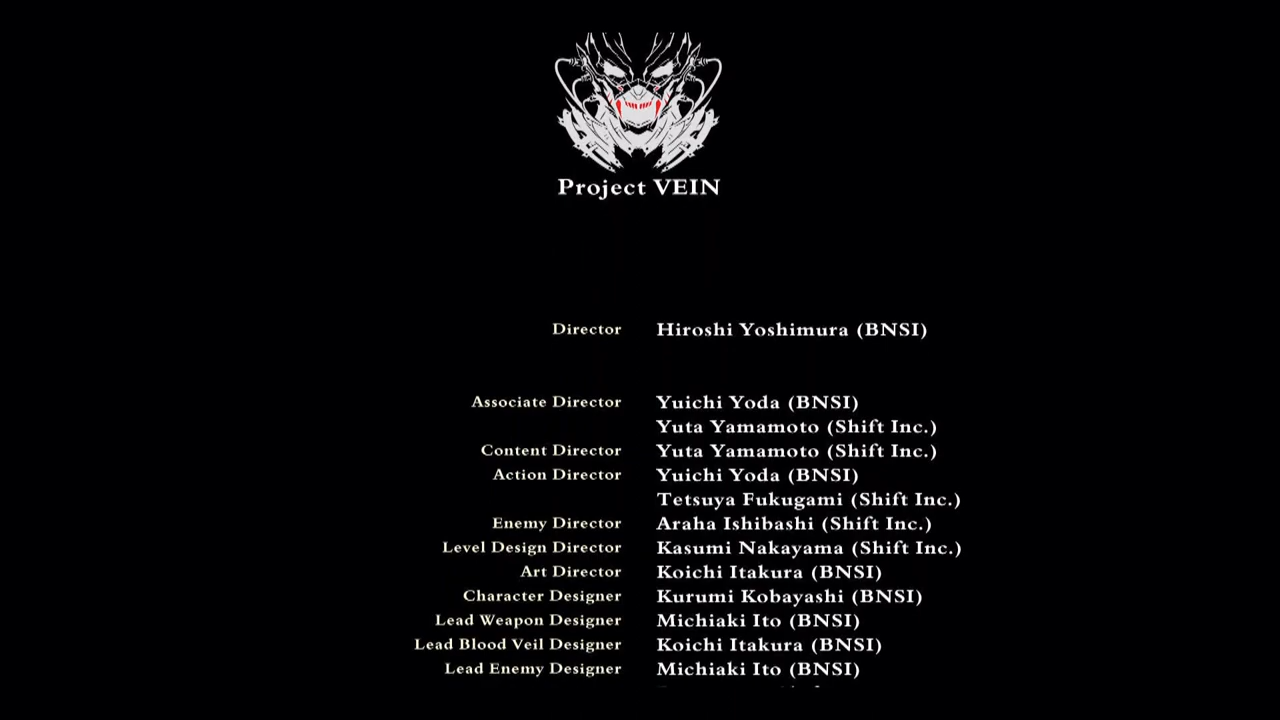 Project VEIN
Director Hiroshi Yoshimura (BNSI)
Associate Director Yuichi Yoda (BNSI)
Yuta Yamamoto (Shift Inc.)
Content Director Yuta Yamamoto (Shift Inc.)
Action Director Yuichi Yoda (BNSI)
Tetsuya Fukugami (Shift Inc.)
Enemy Director Araha Ishibashi (Shift Inc.)
Level Design Director Kasumi Nakayama (Shift Inc.)
Art Director Koichi Itakura (BNSI)
Character Designer Kurumi Kobayashi (BNSI)
Lead Weapon Designer Michiaki Ito (BNSI)
Lead Blood Veil Designer Koichi Itakura (BNSI)
Lead Enemy Designer Michiaki Ito (BNSI)